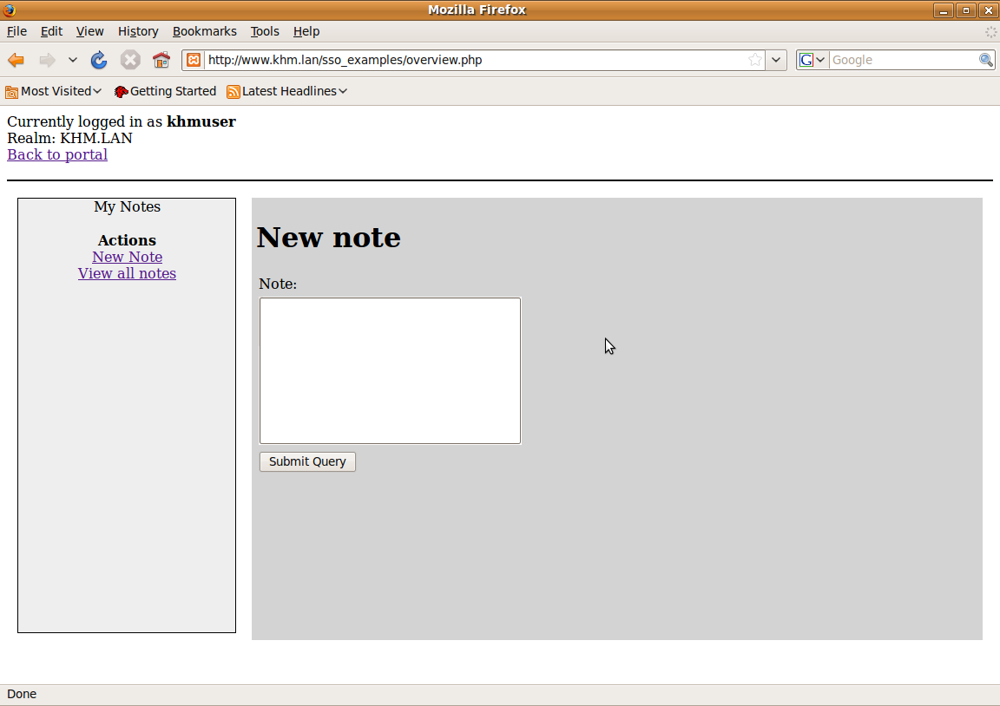 Mozilla Firefox
File Edit View History Bookmarks Tools Help
http://www.khm.lan/sso_examples/overview.php
G Google
Most Visited Getting Started Latest Headlines
Currently logged in as khmuser
Realm: KHM.LAN
Back to portal
My Notes
Actions
New Note
View all notes
New note
Note:
Submit Query
Done